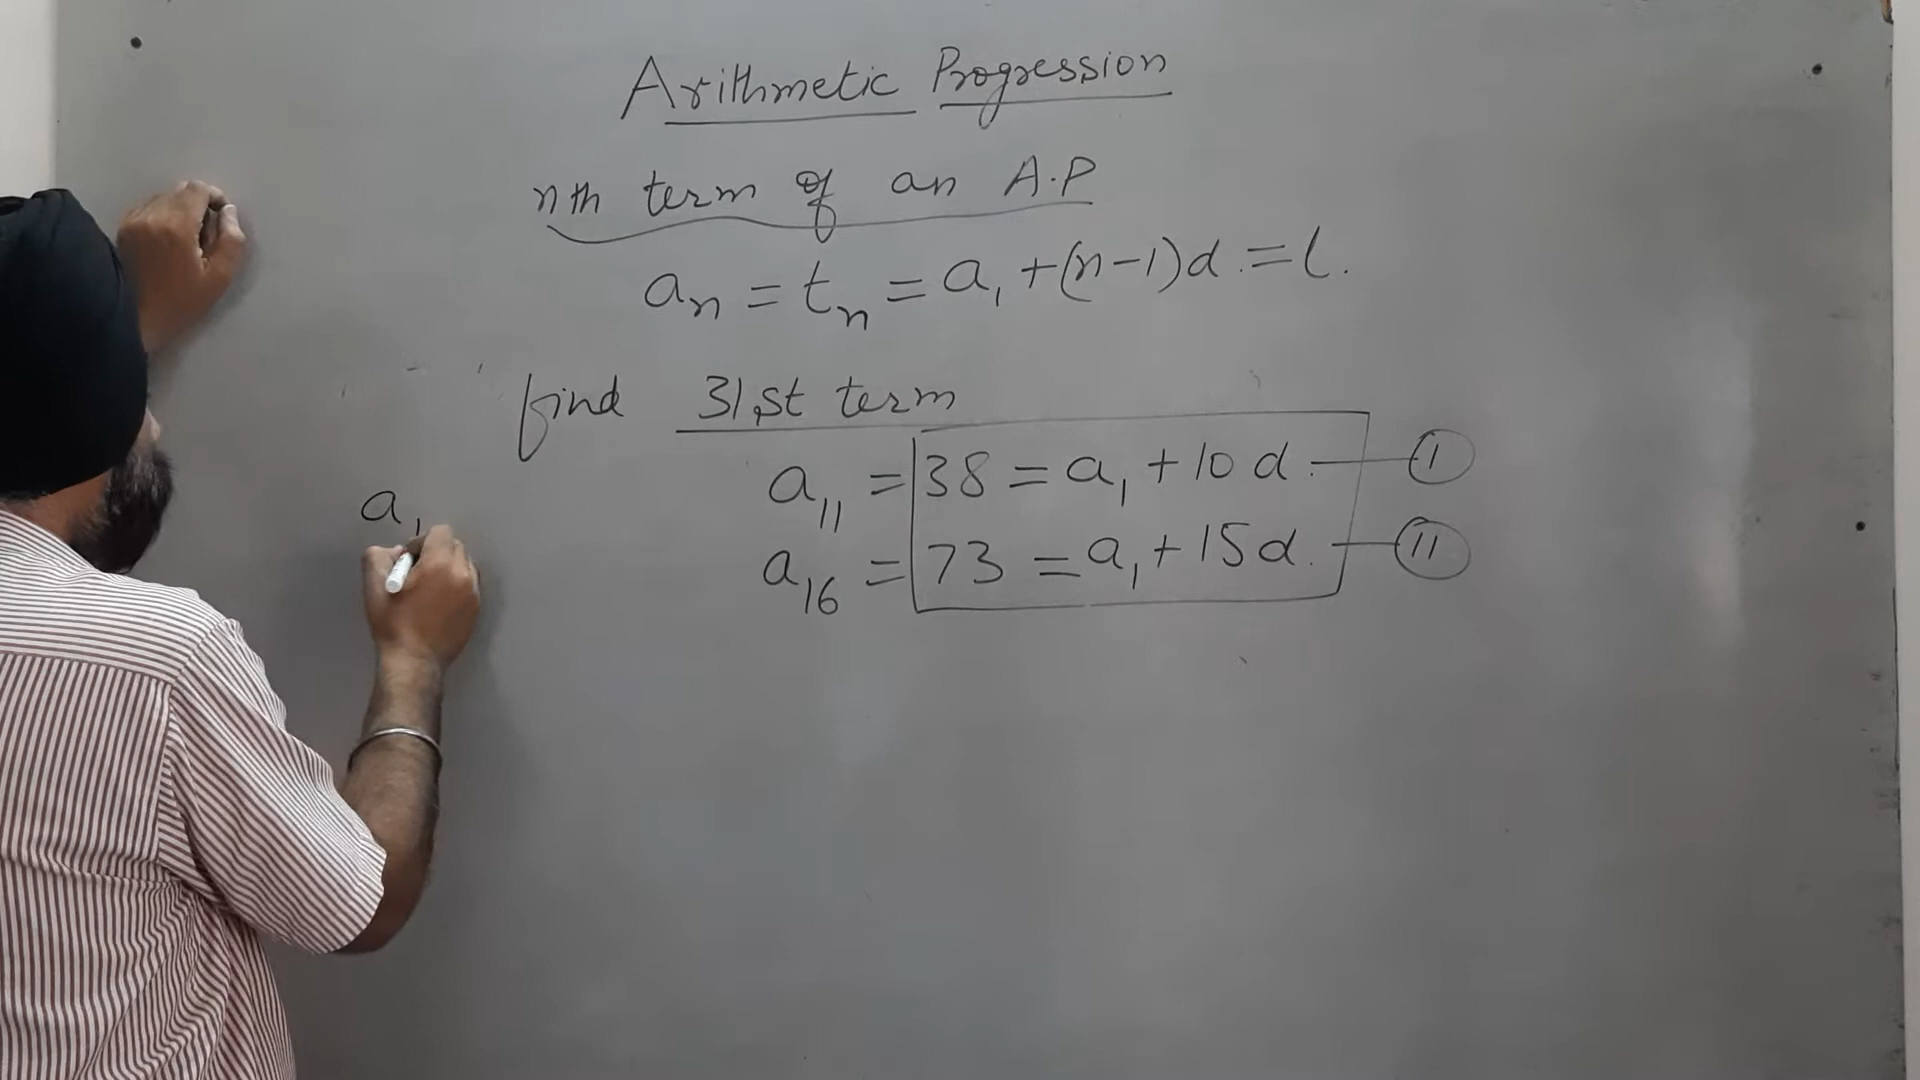 Arithmetic Progression
nth term of an A.P
aₙ = tₙ = a₁ + (n-1)d = l.
find 31st term
a₁₁ = 38 = a₁ + 10d. — I
a₁₆ = 73 = a₁ + 15d. — II
a₁